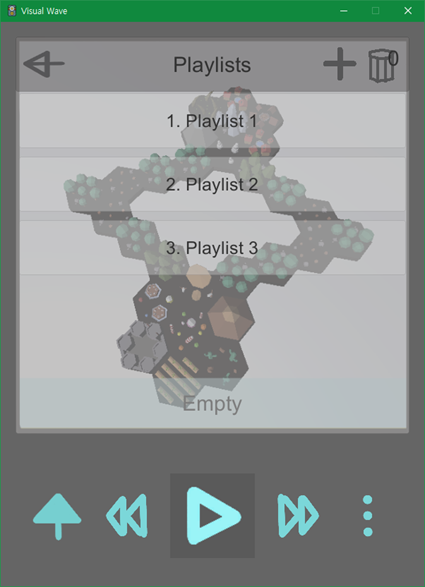 Visual Wave
Playlists
0
1. Playlist 1
2. Playlist 2
3. Playlist 3
Empty